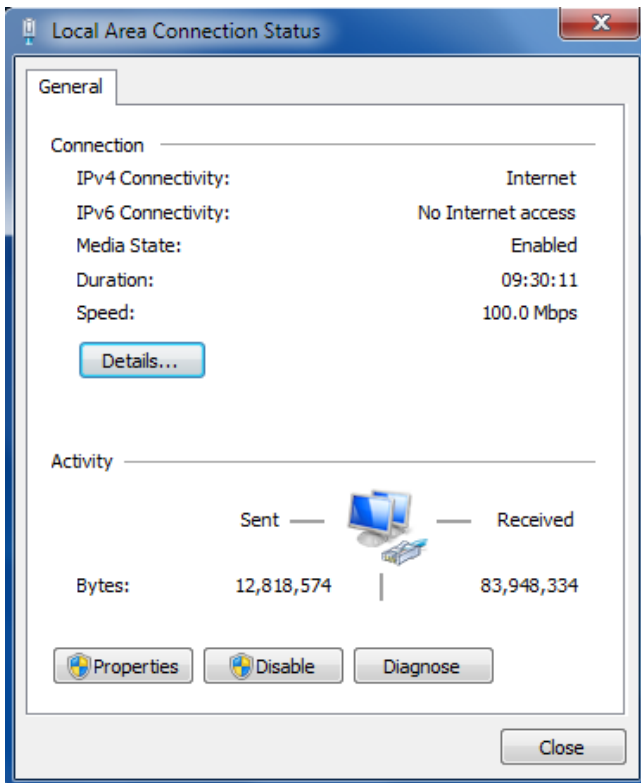 Local Area Connection Status
General
Connection
IPv4 Connectivity: Internet
IPv6 Connectivity: No Internet access
Media State: Enabled
Duration: 09:30:11
Speed: 100.0 Mbps
Details...
Activity
Sent Received
Bytes: 12,818,574 83,948,334
Properties Disable Diagnose
Close